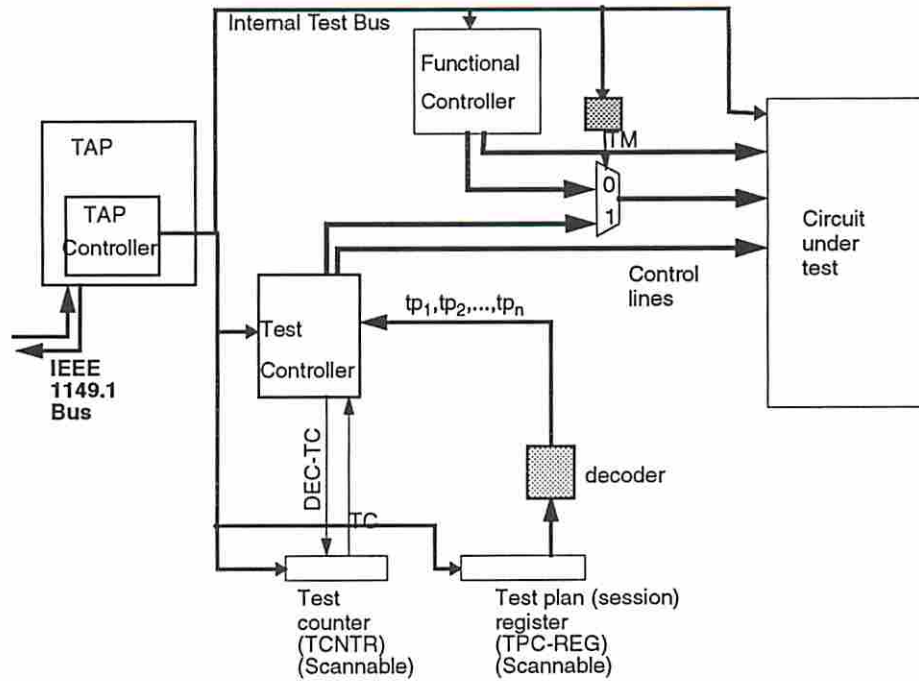 Internal Test Bus
Functional
Controller
TM
TAP
TAP
Controller
0
1
Circuit
under
test
Control
lines
tp1,tp2,...,tpn
Test
Controller
IEEE
1149.1
Bus
DEC-TC
TC
decoder
Test
counter
(TCNTR)
(Scannable)
Test plan (session)
register
(TPC-REG)
(Scannable)